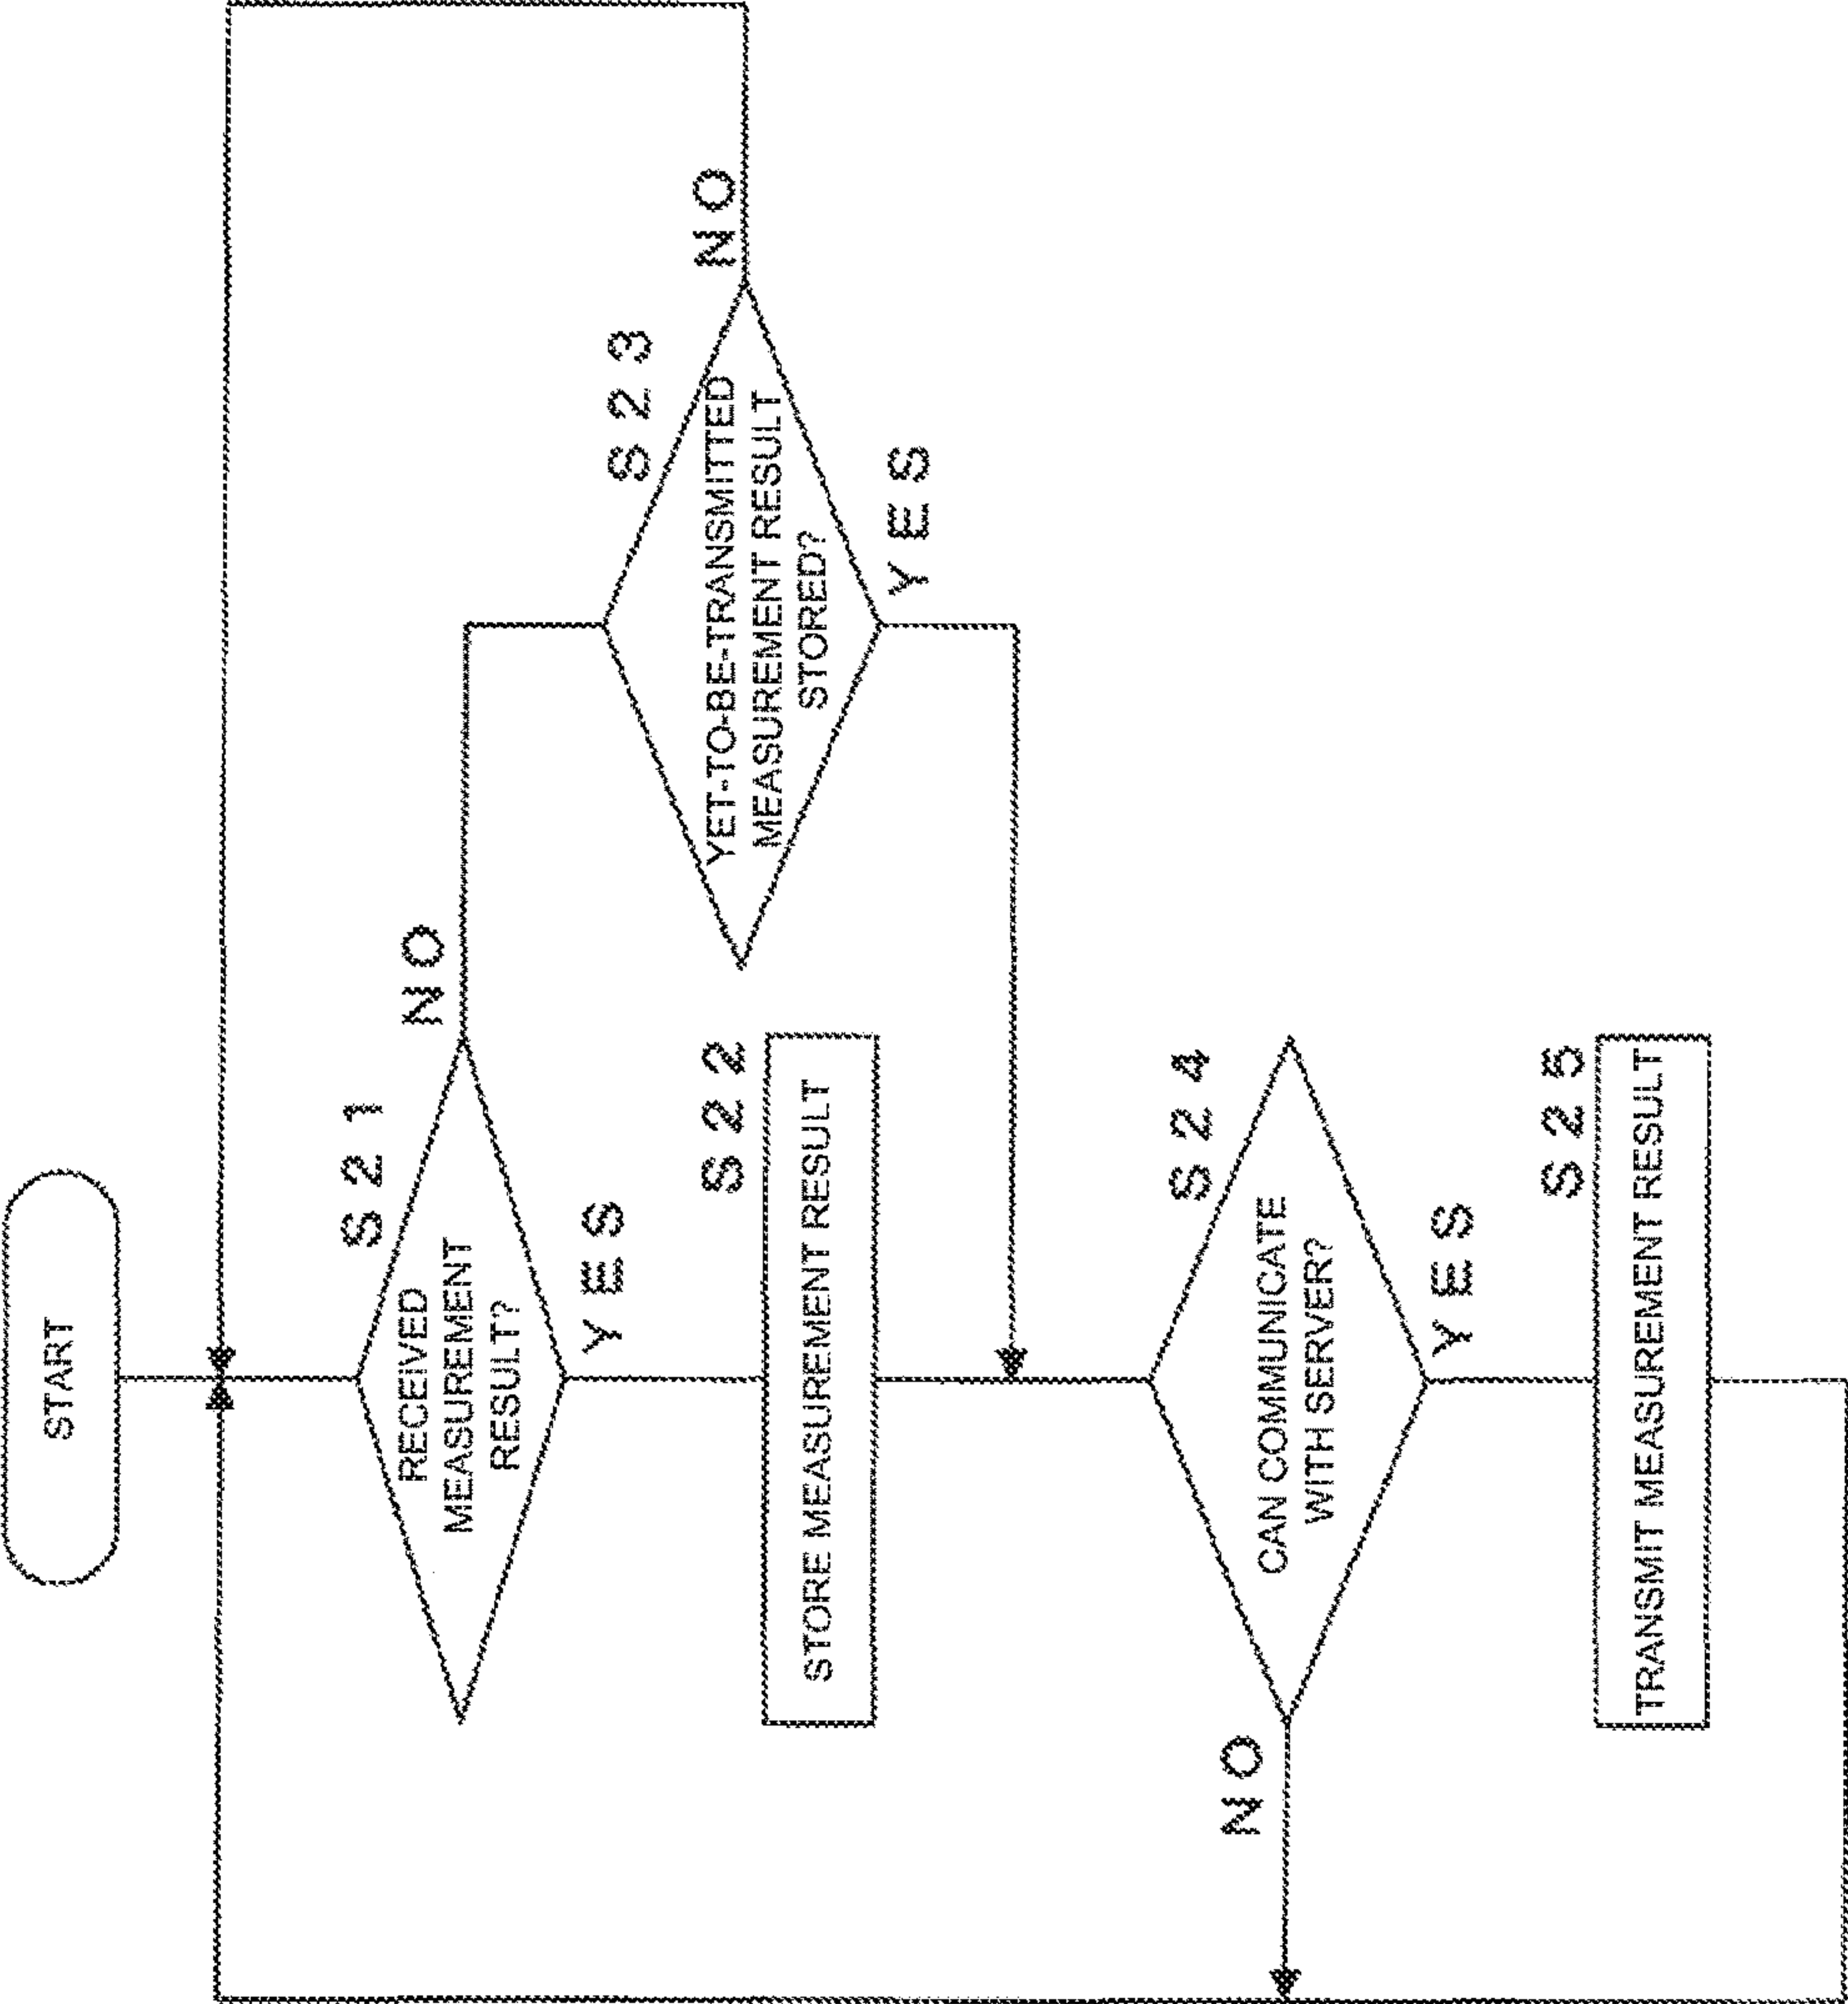 START
S21
RECEIVED
MEASUREMENT
RESULT?
NO
YES
S22
STORE MEASUREMENT RESULT
S23
YET-TO-BE-TRANSMITTED
MEASUREMENT RESULT
STORED?
NO
YES
S24
CAN COMMUNICATE
WITH SERVER?
NO
YES
S25
TRANSMIT MEASUREMENT RESULT